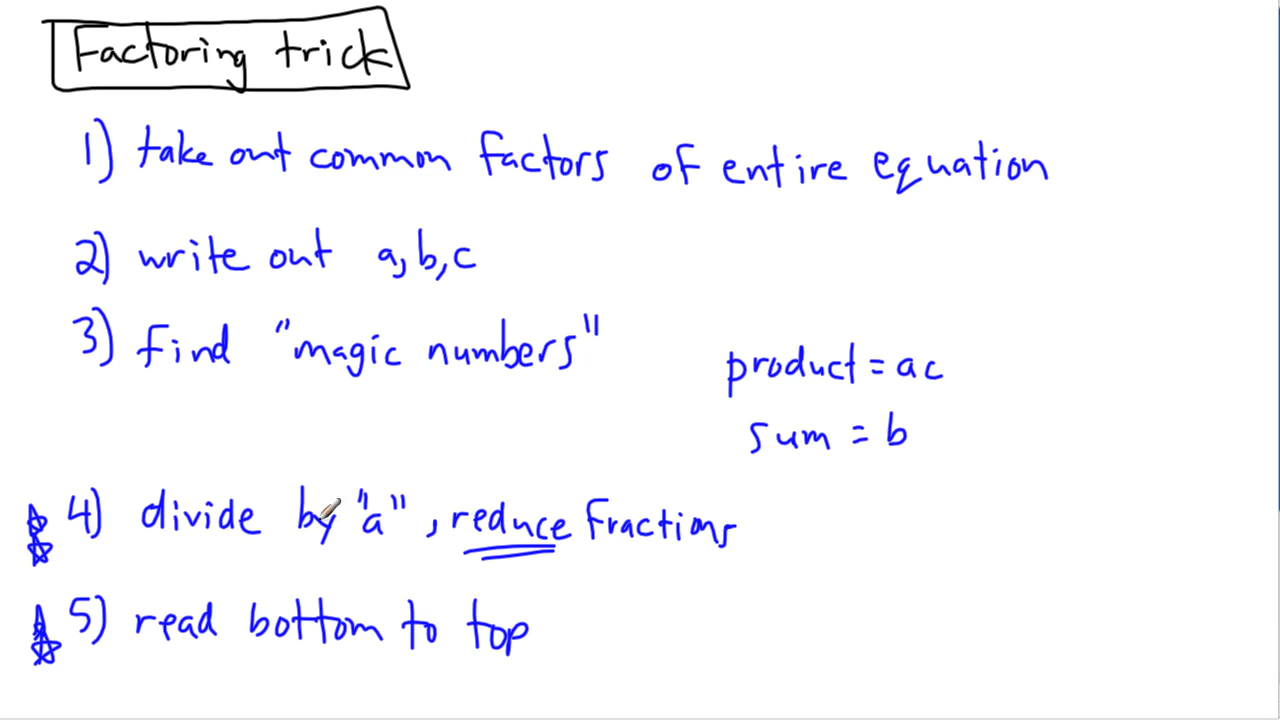 Factoring trick
1) take out common factors of entire equation
2) write out a, b, c
3) find "magic numbers"
product = ac
sum = b
4) divide by "a", reduce fractions
5) read bottom to top